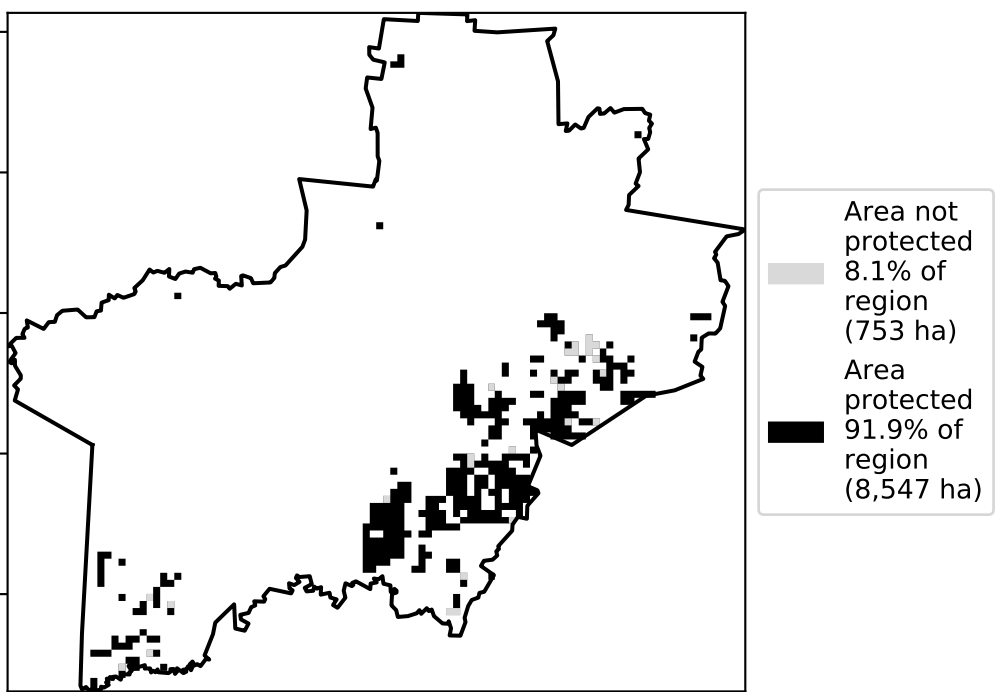 Area not
protected
8.1% of
region
(753 ha)
Area
protected
91.9% of
region
(8,547 ha)